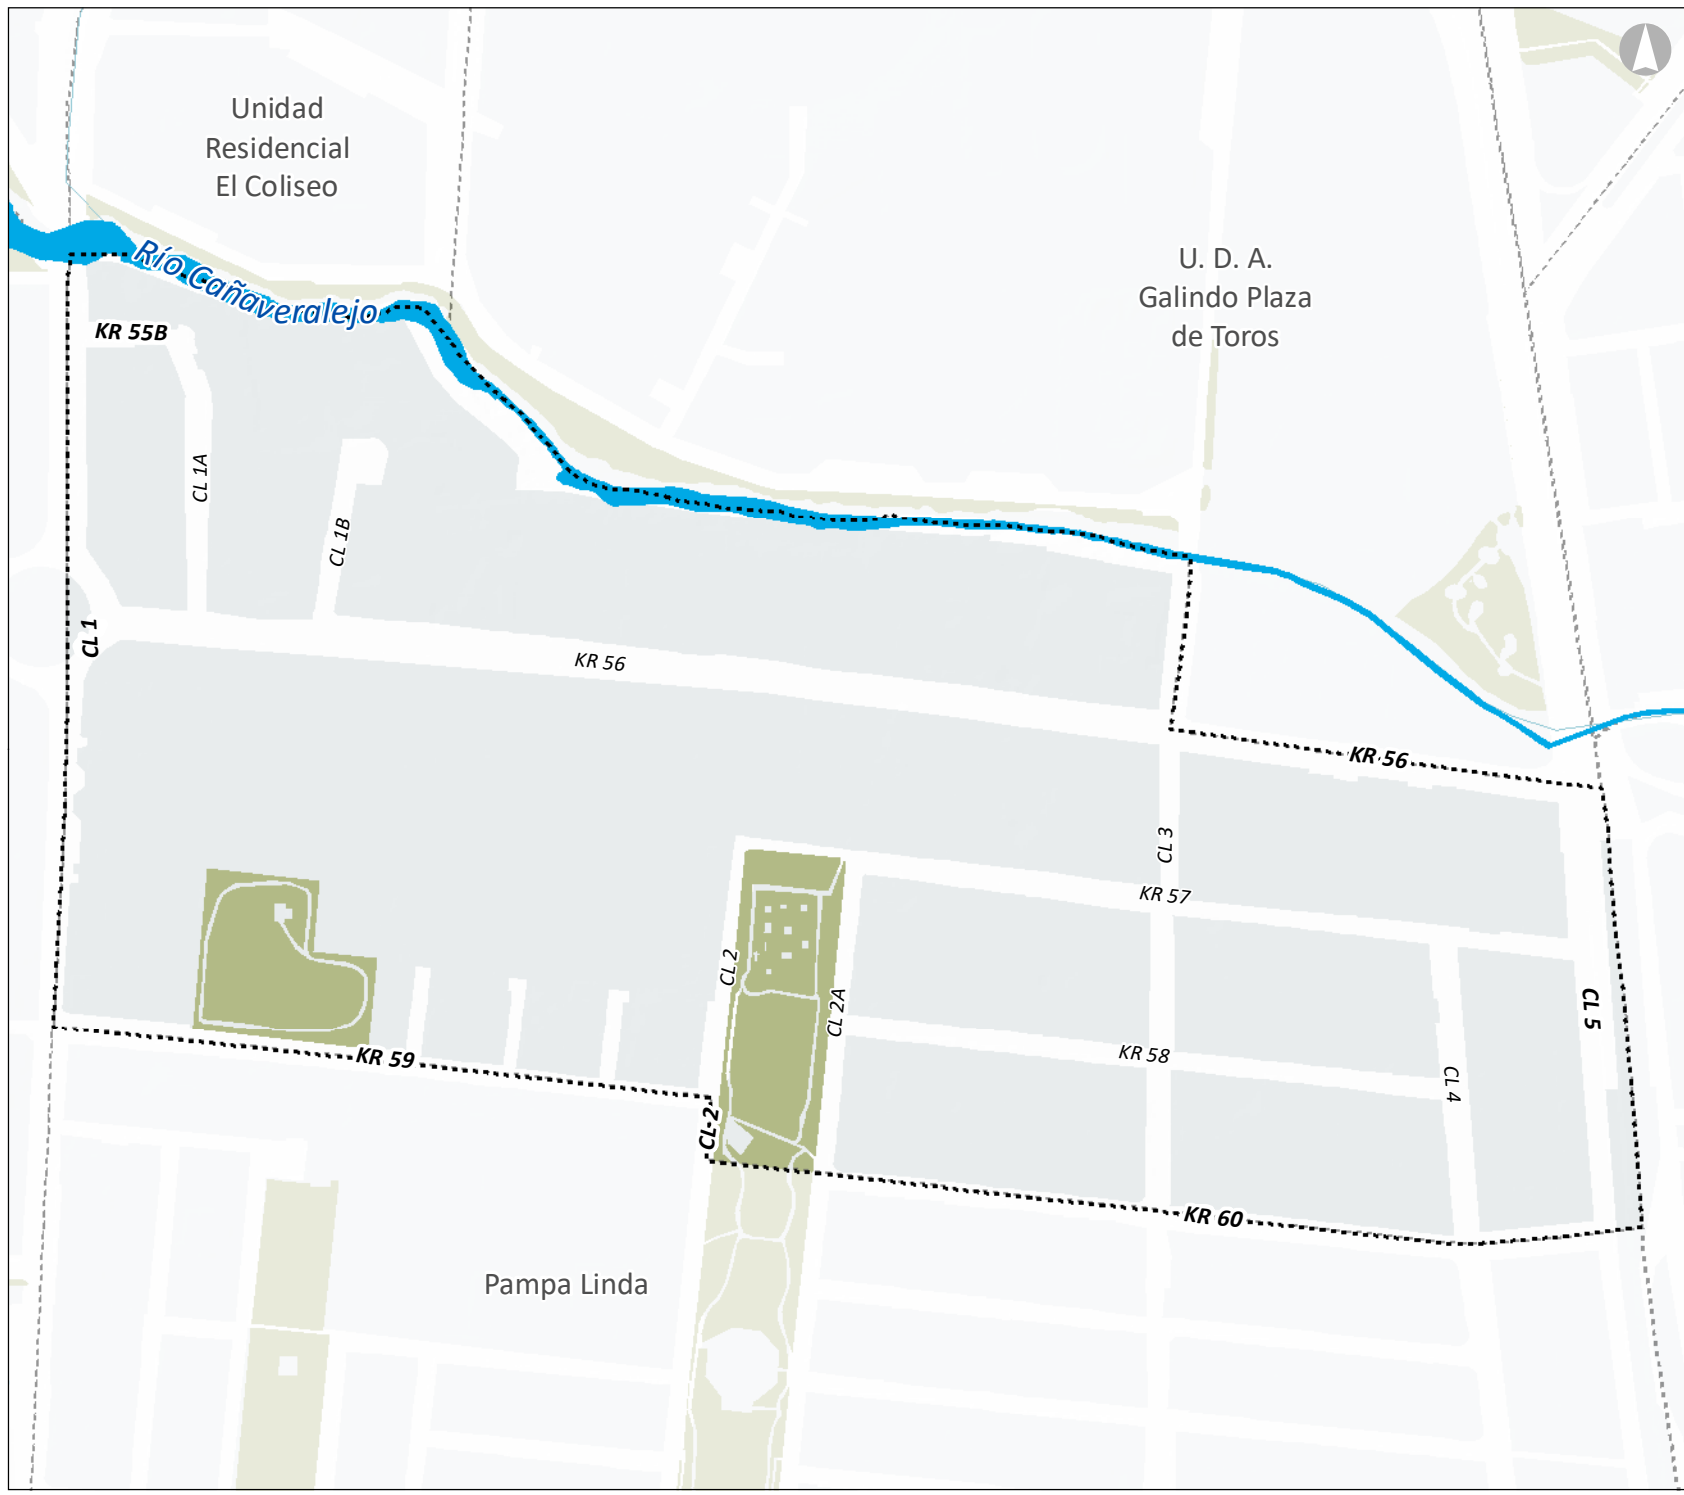 Unidad
Residencial
El Coliseo
Río Cañaveralejo
U. D. A.
Galindo Plaza
de Toros
KR 55B
CL 1A
CL 1B
CL 1
KR 56
KR 56
CL 3
KR 57
CL 2
CL 2A
CL 5
KR 58
KR 59
CL 4
CL 2
KR 60
Pampa Linda